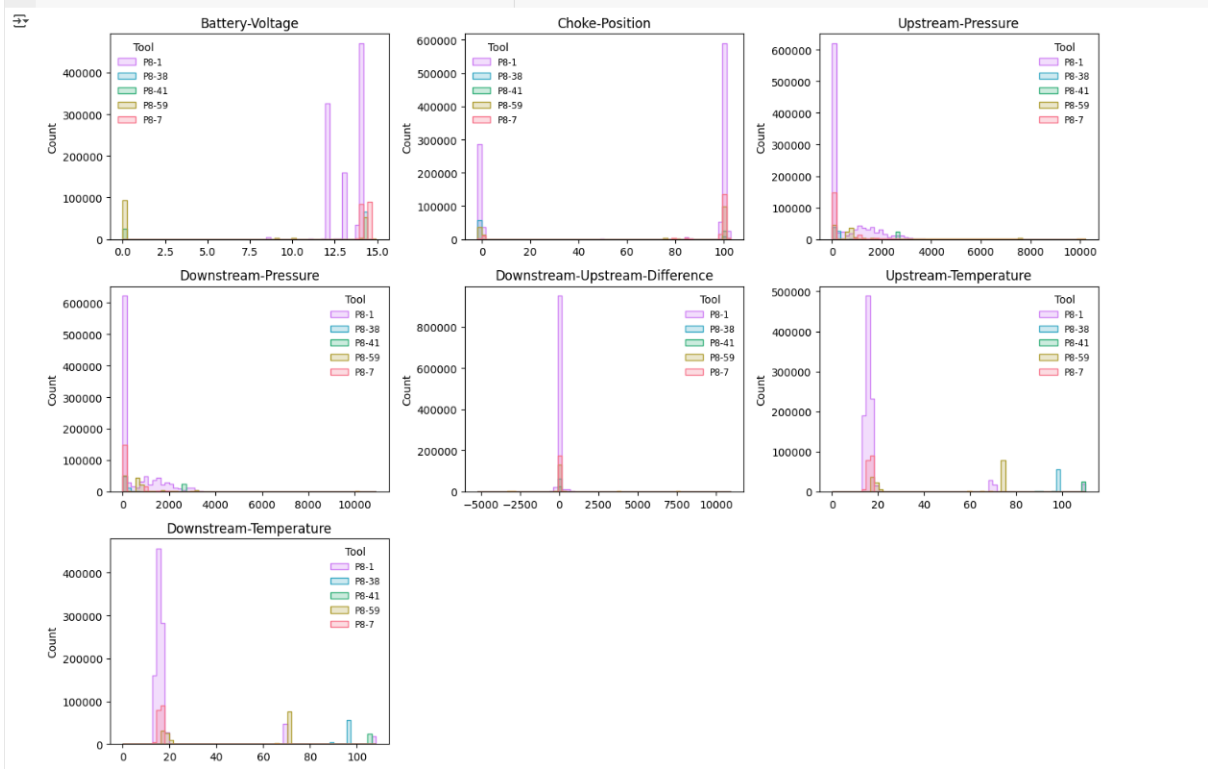 Battery-Voltage
Count
400000
300000
200000
100000
0
Tool
P8-1
P8-38
P8-41
P8-59
P8-7
0.0 2.5 5.0 7.5 10.0 12.5 15.0
Choke-Position
Count
600000
500000
400000
300000
200000
100000
0
Tool
P8-1
P8-38
P8-41
P8-59
P8-7
0 20 40 60 80 100
Upstream-Pressure
Count
600000
500000
400000
300000
200000
100000
0
Tool
P8-1
P8-38
P8-41
P8-59
P8-7
0 2000 4000 6000 8000 10000
Downstream-Pressure
Count
600000
500000
400000
300000
200000
100000
0
Tool
P8-1
P8-38
P8-41
P8-59
P8-7
0 2000 4000 6000 8000 10000
Downstream-Upstream-Difference
Count
800000
600000
400000
200000
0
Tool
P8-1
P8-38
P8-41
P8-59
P8-7
−5000 −2500 0 2500 5000 7500 10000
Upstream-Temperature
Count
500000
400000
300000
200000
100000
0
Tool
P8-1
P8-38
P8-41
P8-59
P8-7
0 20 40 60 80 100
Downstream-Temperature
Count
400000
300000
200000
100000
0
Tool
P8-1
P8-38
P8-41
P8-59
P8-7
0 20 40 60 80 100